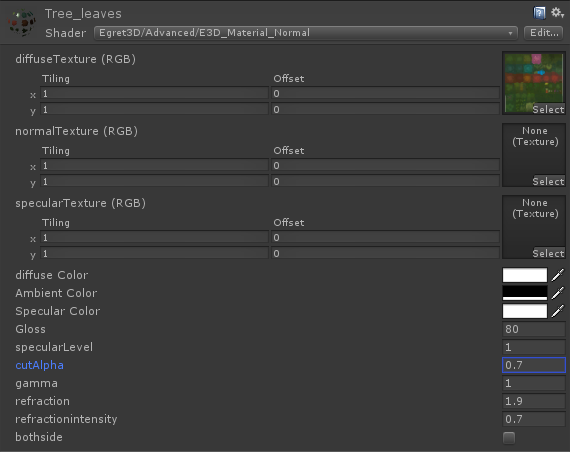 Tree_leaves
Shader Egret3D/Advanced/E3D_Material_Normal Edit...
diffuseTexture (RGB)
Tiling Offset
x 1 0
y 1 0
Select
normalTexture (RGB)
None
(Texture)
Tiling Offset
x 1 0
y 1 0
Select
specularTexture (RGB)
None
(Texture)
Tiling Offset
x 1 0
y 1 0
Select
diffuse Color
Ambient Color
Specular Color
Gloss 80
specularLevel 1
cutAlpha 0.7
gamma 1
refraction 1.9
refractionintensity 0.7
bothside